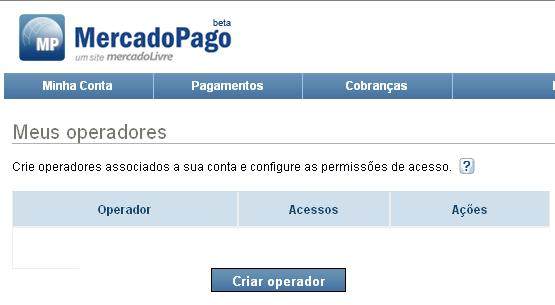 beta
MP MercadoPago
um site mercadoLivre
Minha Conta Pagamentos Cobranças
Meus operadores
Crie operadores associados a sua conta e configure as permissões de acesso. ?
Operador Acessos Ações
Criar operador